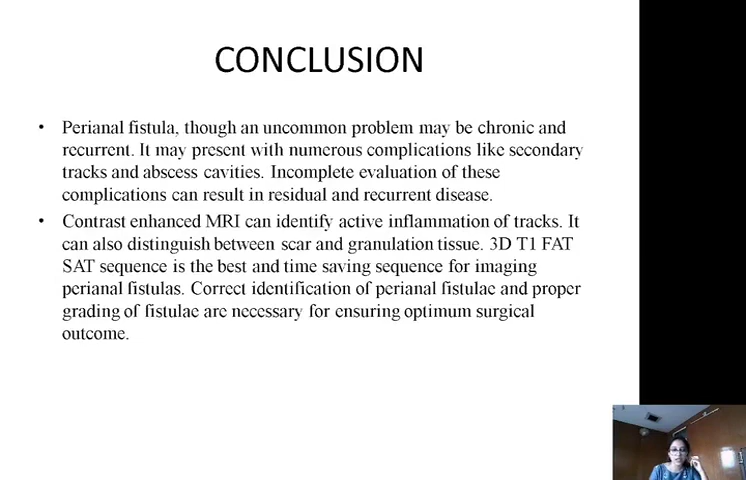 CONCLUSION
• Perianal fistula, though an uncommon problem may be chronic and
recurrent. It may present with numerous complications like secondary
tracks and abscess cavities. Incomplete evaluation of these
complications can result in residual and recurrent disease.
• Contrast enhanced MRI can identify active inflammation of tracks. It
can also distinguish between scar and granulation tissue. 3D T1 FAT
SAT sequence is the best and time saving sequence for imaging
perianal fistulas. Correct identification of perianal fistulae and proper
grading of fistulae are necessary for ensuring optimum surgical
outcome.